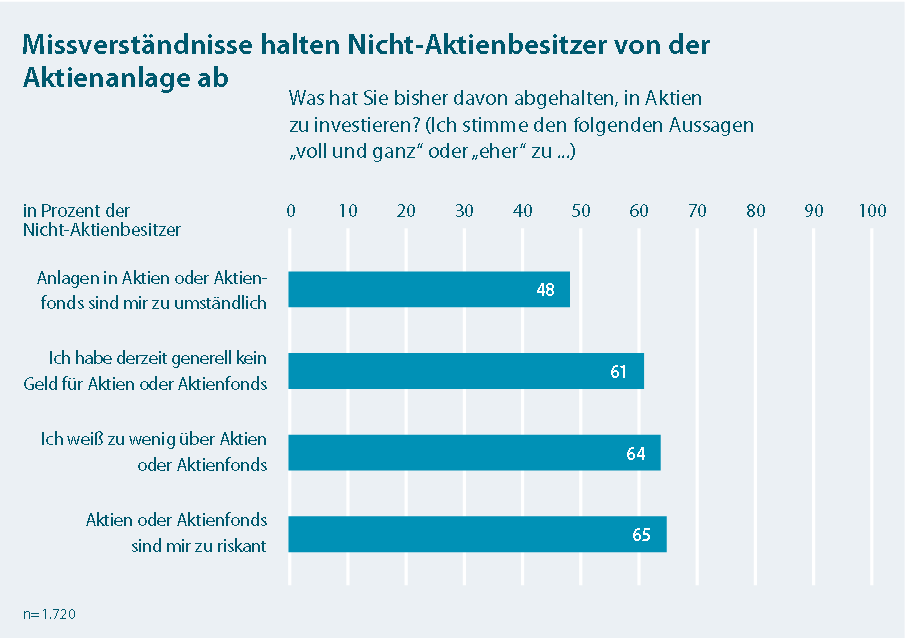 Missverständnisse halten Nicht-Aktienbesitzer von der
Aktienanlage ab
Was hat Sie bisher davon abgehalten, in Aktien
zu investieren? (Ich stimme den folgenden Aussagen
„voll und ganz“ oder „eher“ zu ...)
in Prozent der
Nicht-Aktienbesitzer
0 10 20 30 40 50 60 70 80 90 100
Anlagen in Aktien oder Aktien-
fonds sind mir zu umständlich
48
Ich habe derzeit generell kein
Geld für Aktien oder Aktienfonds
61
Ich weiß zu wenig über Aktien
oder Aktienfonds
64
Aktien oder Aktienfonds
sind mir zu riskant
65
n= 1.720